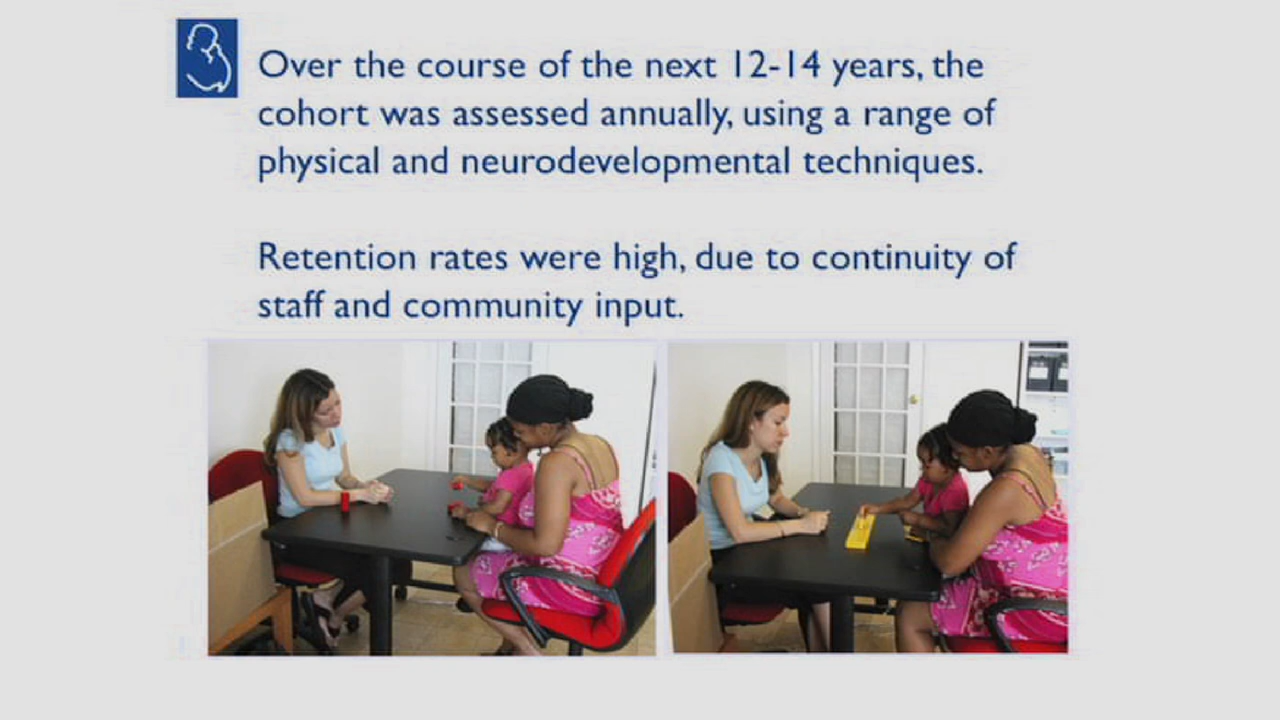 Over the course of the next 12-14 years, the
cohort was assessed annually, using a range of
physical and neurodevelopmental techniques.
Retention rates were high, due to continuity of
staff and community input.